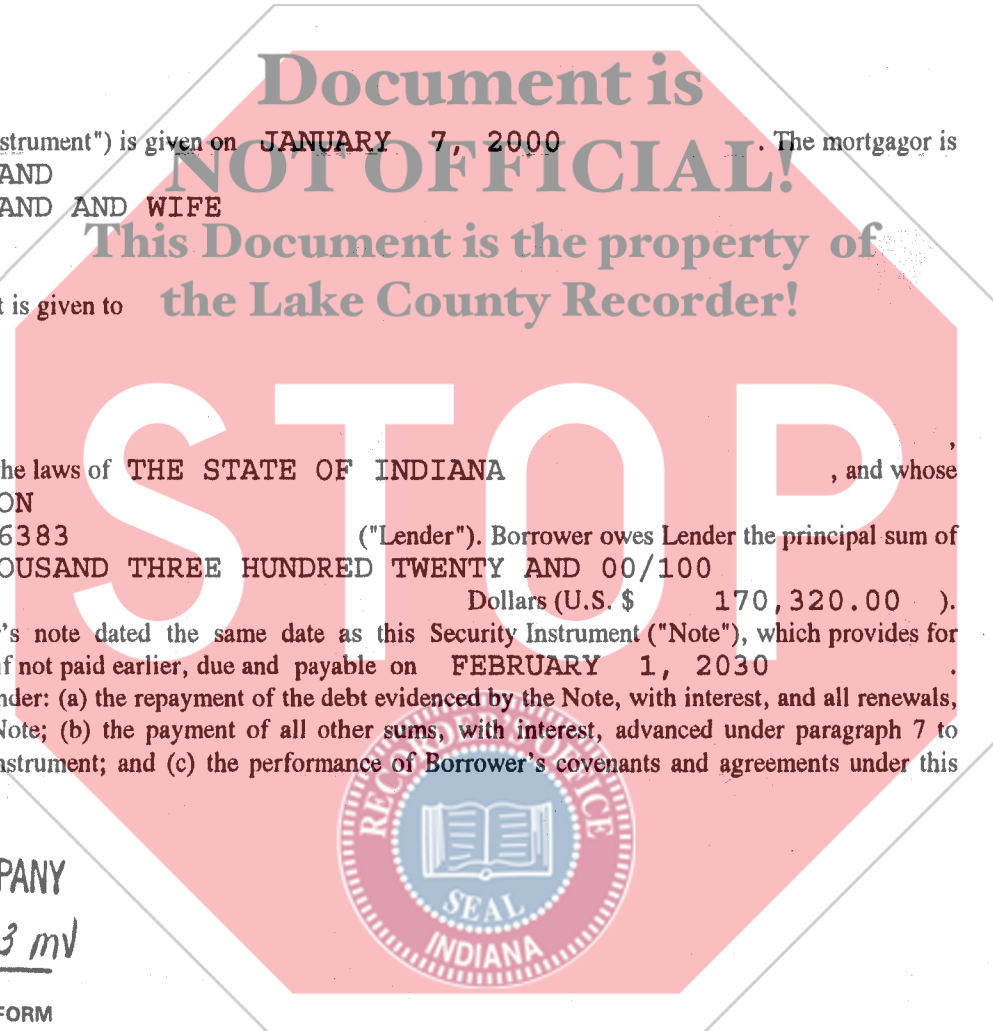 Document is
strument") is given on JANUARY 7, 2000 . The mortgagor is
NOT OFFICIAL!
AND
AND AND WIFE
This Document is the property of
t is given to
the Lake County Recorder!
STOP
,
he laws of THE STATE OF INDIANA , and whose
ON
6383 ("Lender"). Borrower owes Lender the principal sum of
OUSAND THREE HUNDRED TWENTY AND 00/100
Dollars (U.S. $ 170,320.00 ).
's note dated the same date as this Security Instrument ("Note"), which provides for
f not paid earlier, due and payable on FEBRUARY 1, 2030 .
nder: (a) the repayment of the debt evidenced by the Note, with interest, and all renewals,
Note; (b) the payment of all other sums, with interest, advanced under paragraph 7 to
nstrument; and (c) the performance of Borrower's covenants and agreements under this
RECORDER'S OFFICE
SEAL
INDIANA
PANY
3 mV
FORM